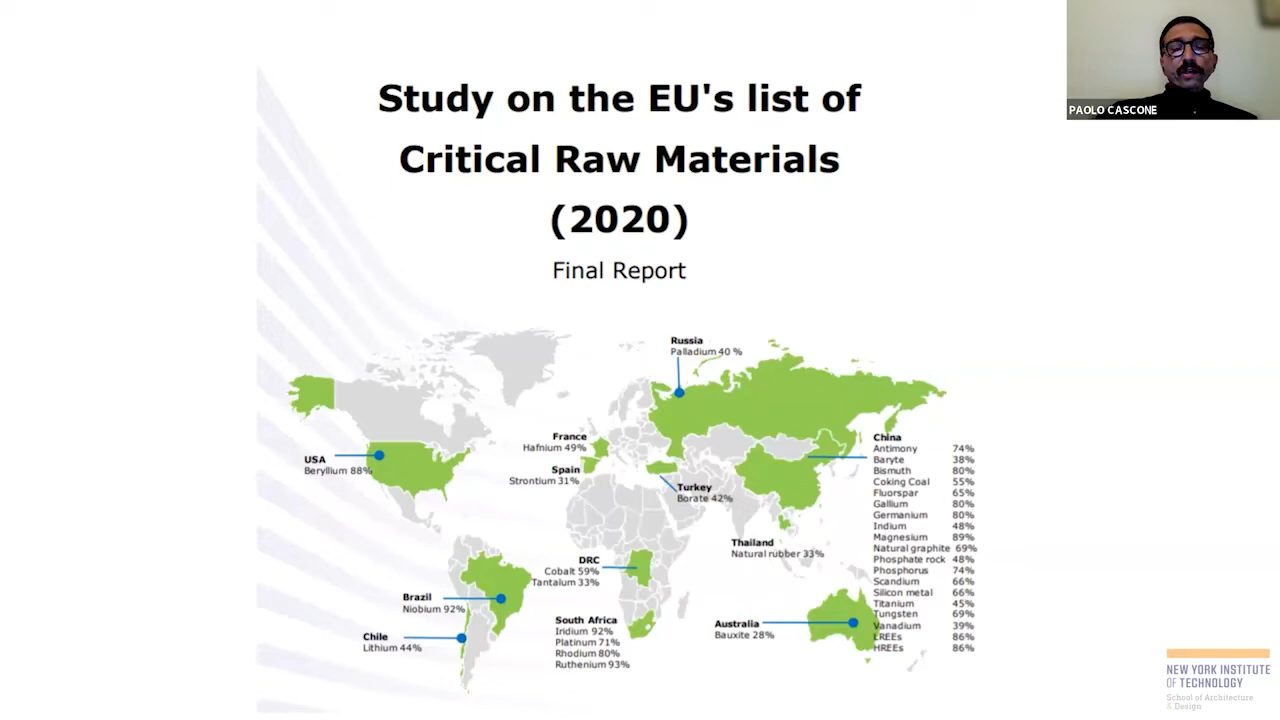 Study on the EU's list of
Critical Raw Materials
(2020)
Final Report
PAOLO CASCONE
Russia
Palladium 40 %
France
Hafnium 49%
Spain
Strontium 31%
USA
Beryllium 88%
Turkey
Borate 42%
China
Antimony 74%
Baryte 38%
Bismuth 80%
Coking Coal 55%
Fluorspar 65%
Gallium 80%
Germanium 80%
Indium 48%
Magnesium 89%
Natural graphite 69%
Phosphate rock 48%
Phosphorus 74%
Scandium 66%
Silicon metal 66%
Titanium 45%
Tungsten 69%
Vanadium 39%
LREEs 86%
HREEs 86%
Thailand
Natural rubber 33%
DRC
Cobalt 59%
Tantalum 33%
Brazil
Niobium 92%
Chile
Lithium 44%
South Africa
Iridium 92%
Platinum 71%
Rhodium 80%
Ruthenium 93%
Australia
Bauxite 28%
NEW YORK INSTITUTE
OF TECHNOLOGY
School of Architecture
& Design